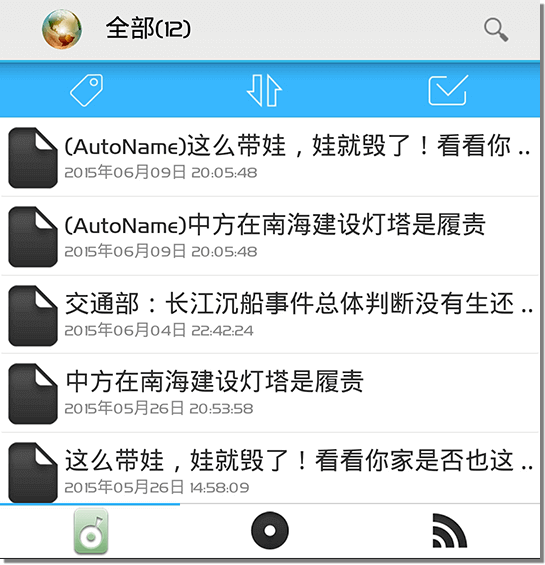 全部(12)
(AutoName)这么带娃，娃就毁了！看看你 ..
2015年06月09日 20:05:48
(AutoName)中方在南海建设灯塔是履责
2015年06月09日 20:05:48
交通部：长江沉船事件总体判断没有生还 ..
2015年06月04日 22:42:24
中方在南海建设灯塔是履责
2015年05月26日 20:53:58
这么带娃，娃就毁了！看看你家是否也这 ..
2015年05月26日 14:58:09